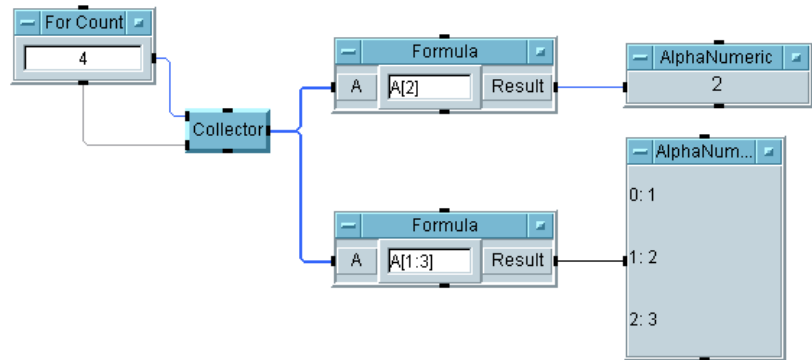 For Count
4
Collector
Formula
A
A[2]
Result
AlphaNumeric
2
Formula
A
A[1:3]
Result
AlphaNum...
0: 1
1: 2
2: 3